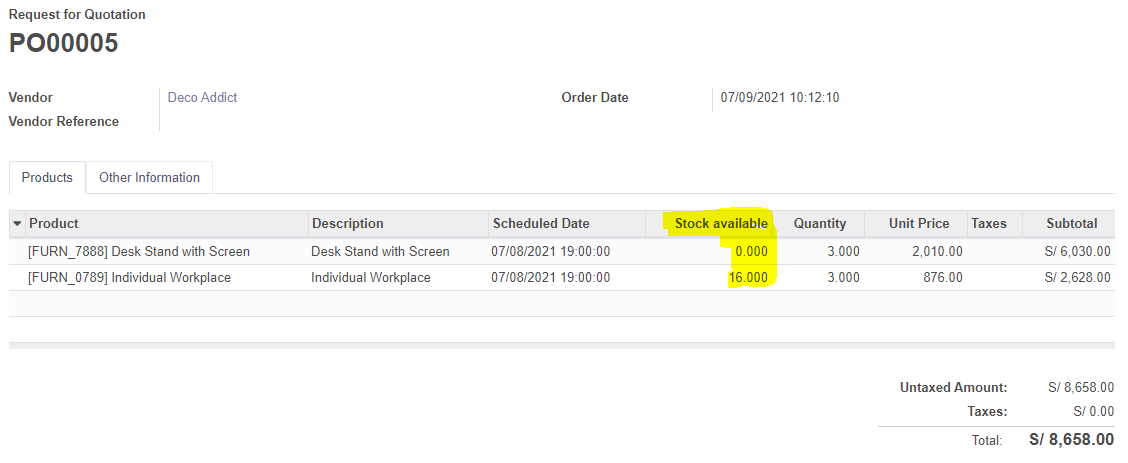 Request for Quotation
PO00005
Vendor Deco Addict Order Date 07/09/2021 10:12:10
Vendor Reference
Products Other Information
Product Description Scheduled Date Stock available Quantity Unit Price Taxes Subtotal
[FURN_7888] Desk Stand with Screen Desk Stand with Screen 07/08/2021 19:00:00 0.000 3.000 2,010.00 S/ 6,030.00
[FURN_0789] Individual Workplace Individual Workplace 07/08/2021 19:00:00 16.000 3.000 876.00 S/ 2,628.00
Untaxed Amount: S/ 8,658.00
Taxes: S/ 0.00
Total: S/ 8,658.00